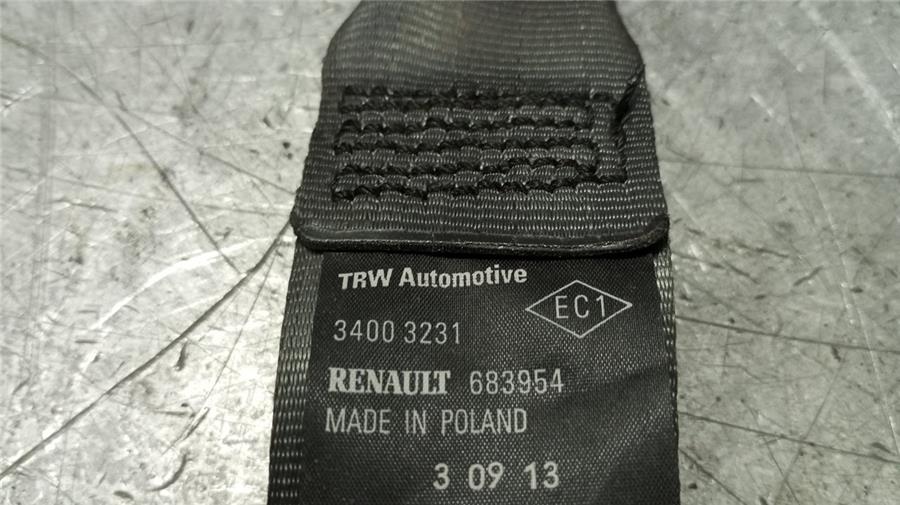 TRW Automotive
EC1
3400 3231
RENAULT 683954
MADE IN POLAND
3 09 13